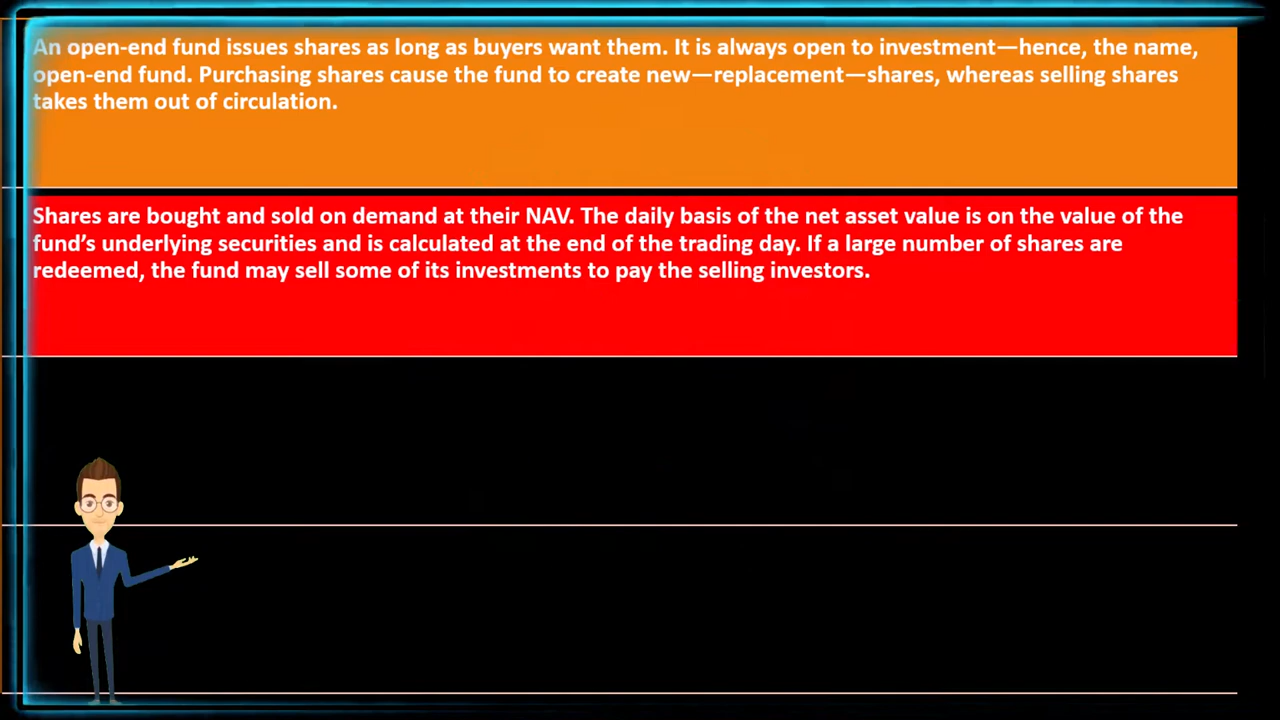 An open-end fund issues shares as long as buyers want them. It is always open to investment—hence, the name,
open-end fund. Purchasing shares cause the fund to create new—replacement—shares, whereas selling shares
takes them out of circulation.
Shares are bought and sold on demand at their NAV. The daily basis of the net asset value is on the value of the
fund’s underlying securities and is calculated at the end of the trading day. If a large number of shares are
redeemed, the fund may sell some of its investments to pay the selling investors.